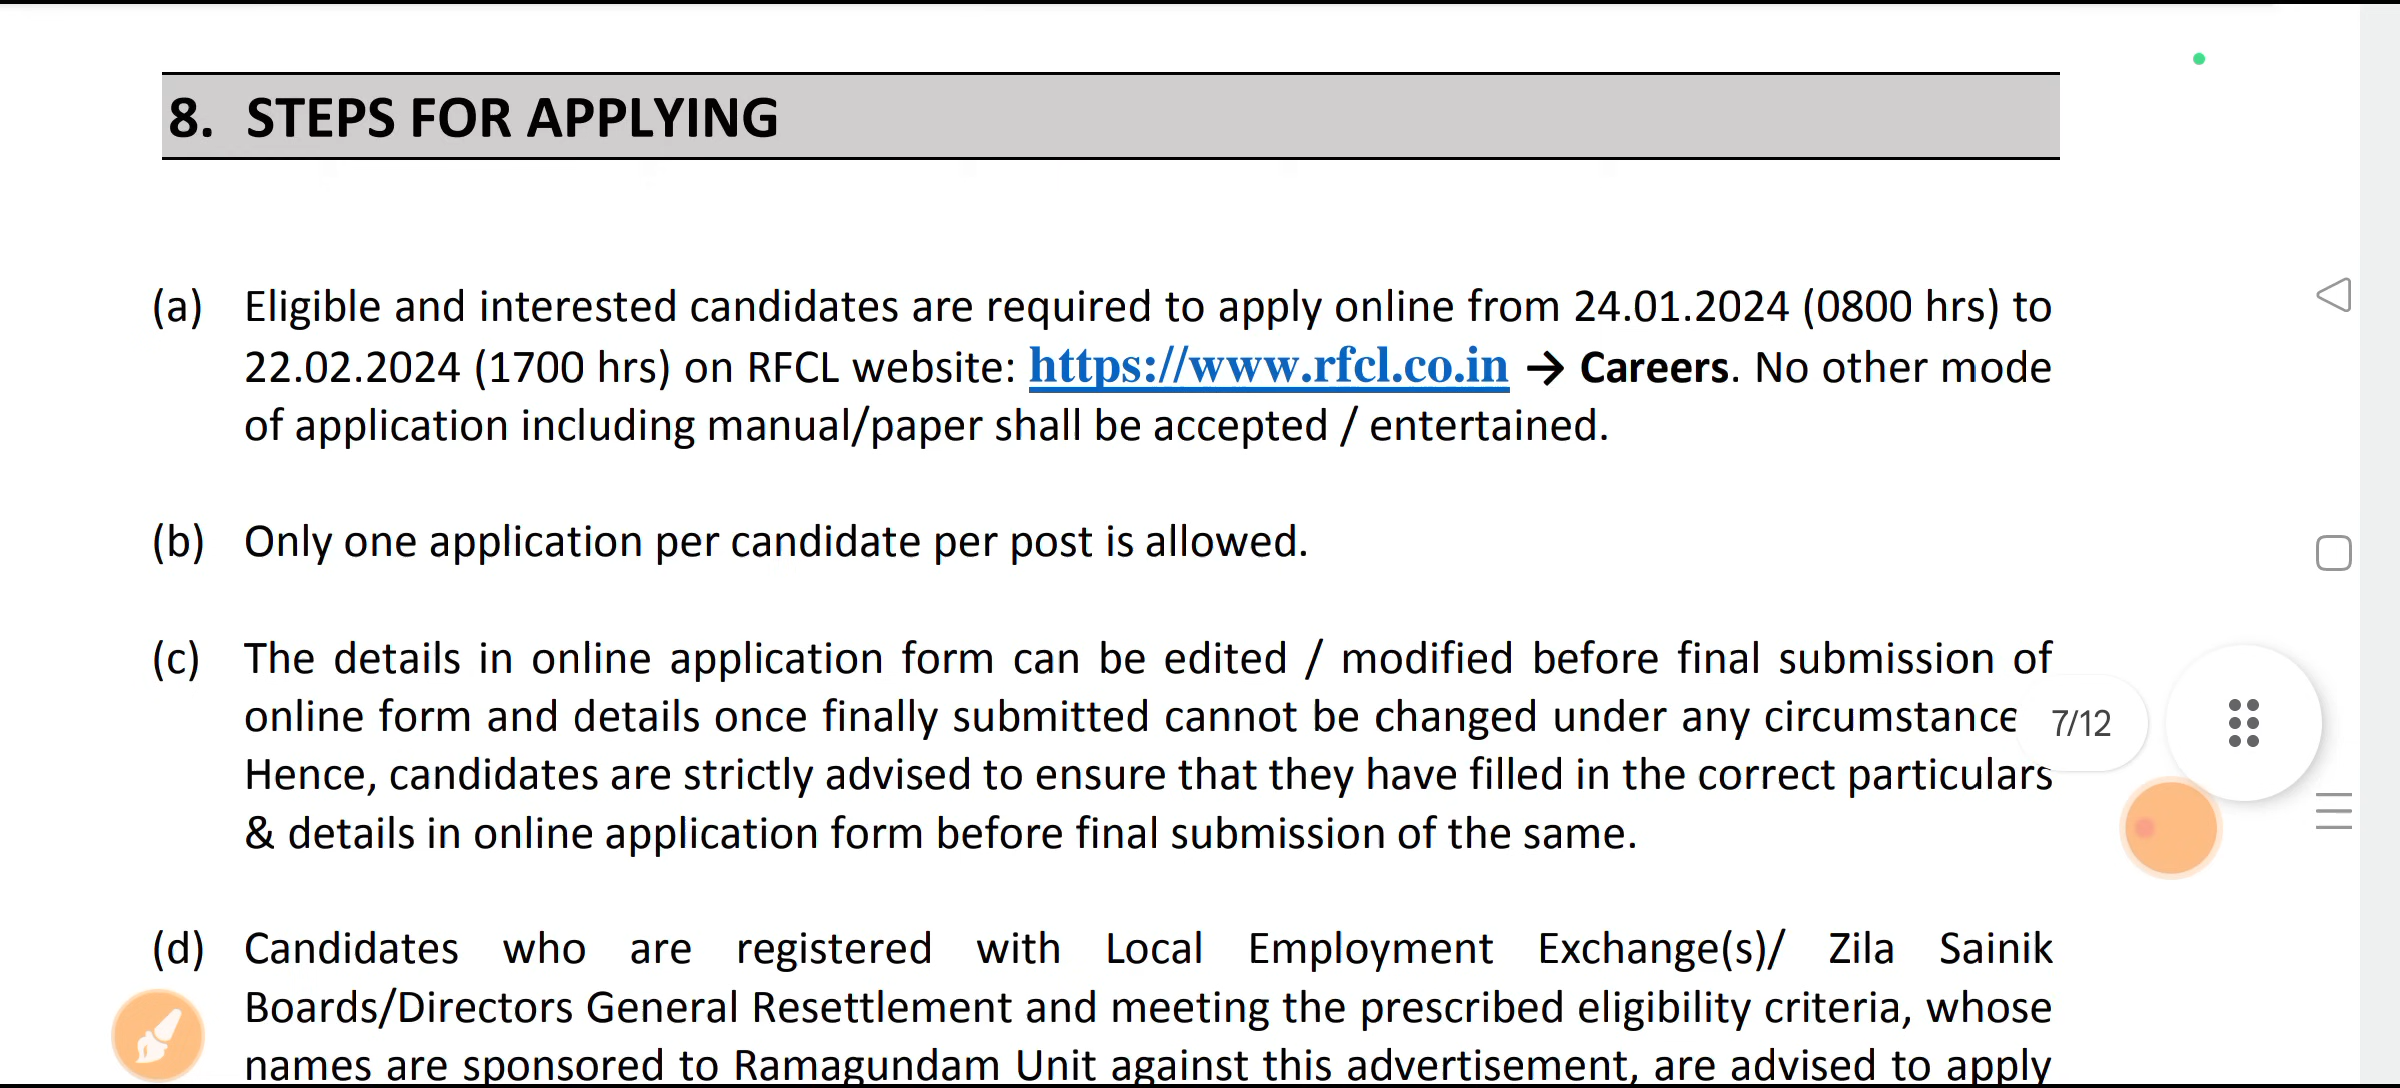 8. STEPS FOR APPLYING
(a) Eligible and interested candidates are required to apply online from 24.01.2024 (0800 hrs) to
22.02.2024 (1700 hrs) on RFCL website: https://www.rfcl.co.in → Careers. No other mode
of application including manual/paper shall be accepted / entertained.
(b) Only one application per candidate per post is allowed.
(c) The details in online application form can be edited / modified before final submission of
online form and details once finally submitted cannot be changed under any circumstance
7/12
Hence, candidates are strictly advised to ensure that they have filled in the correct particulars
& details in online application form before final submission of the same.
(d) Candidates who are registered with Local Employment Exchange(s)/ Zila Sainik
Boards/Directors General Resettlement and meeting the prescribed eligibility criteria, whose
names are sponsored to Ramagundam Unit against this advertisement, are advised to apply